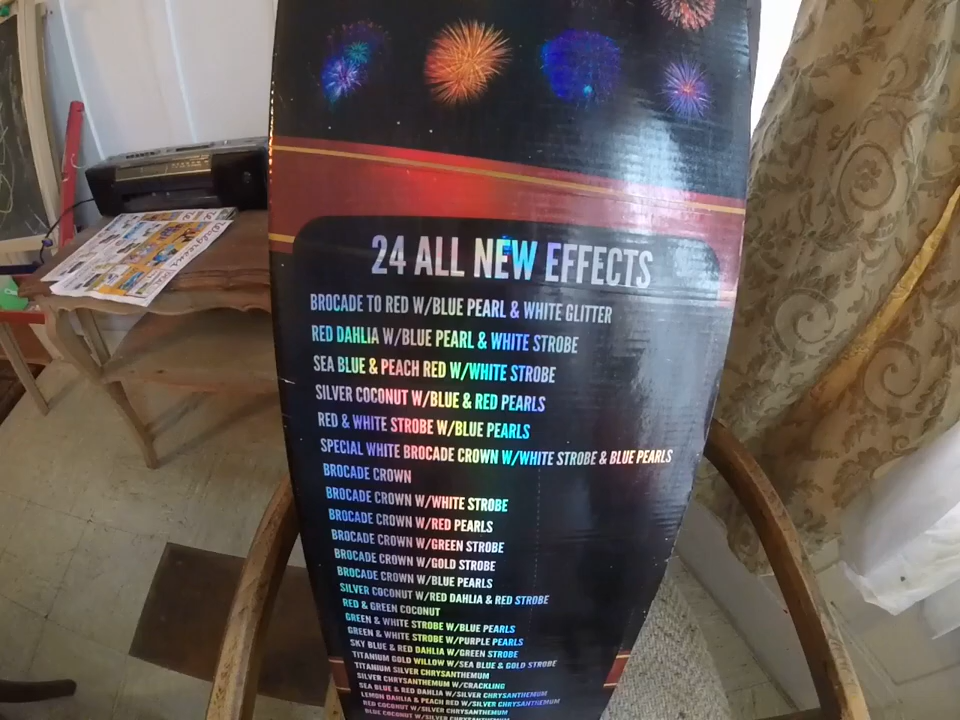 24 ALL NEW EFFECTS
BROCADE TO RED W/BLUE PEARL & WHITE GLITTER
RED DAHLIA W/BLUE PEARL & WHITE STROBE
SEA BLUE & PEACH RED W/WHITE STROBE
SILVER COCONUT W/BLUE & RED PEARLS
RED & WHITE STROBE W/BLUE PEARLS
SPECIAL WHITE BROCADE CROWN W/WHITE STROBE & BLUE PEARLS
BROCADE CROWN
BROCADE CROWN W/WHITE STROBE
BROCADE CROWN W/RED PEARLS
BROCADE CROWN W/GREEN STROBE
BROCADE CROWN W/GOLD STROBE
BROCADE CROWN W/BLUE PEARLS
SILVER COCONUT W/RED DAHLIA & RED STROBE
RED & GREEN COCONUT
GREEN & WHITE STROBE W/BLUE PEARLS
GREEN & WHITE STROBE W/PURPLE PEARLS
SKY BLUE & RED DAHLIA W/GREEN STROBE
TITANIUM GOLD WILLOW W/SEA BLUE & GOLD STROBE
TITANIUM SILVER CHRYSANTHEMUM
SILVER CHRYSANTHEMUM W/CRACKLING
SEA BLUE & RED DAHLIA W/SILVER CHRYSANTHEMUM
LEMON DAHLIA & PEACH RED W/SILVER CHRYSANTHEMUM
RED COCONUT W/SILVER CHRYSANTHEMUM
BLUE COCONUT W/SILVER CHRYSANTHEMUM
Walgreens